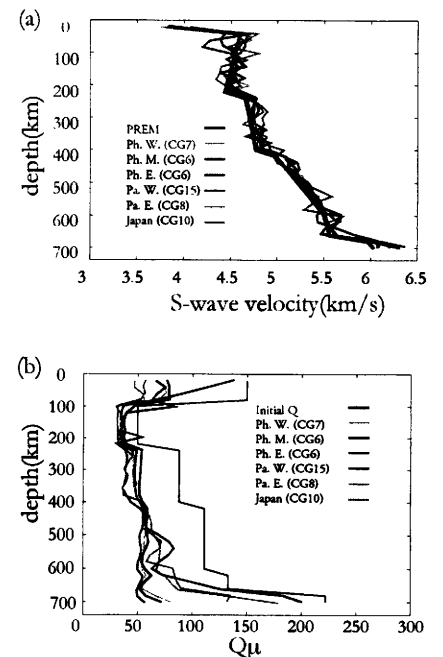 (a)
0
100
200
300
400
500
600
700
depth(km)
PREM
Ph. W. (CG7)
Ph. M. (CG6)
Ph. E. (CG6)
Pa. W. (CG15)
Pa. E. (CG8)
Japan (CG10)
3 3.5 4 4.5 5 5.5 6 6.5
S-wave velocity(km/s)
(b)
0
100
200
300
400
500
600
700
depth(km)
Initial Q
Ph. W. (CG7)
Ph. M. (CG6)
Ph. E. (CG6)
Pa. W. (CG15)
Pa. E. (CG8)
Japan (CG10)
0 50 100 150 200 250 300
Qμ